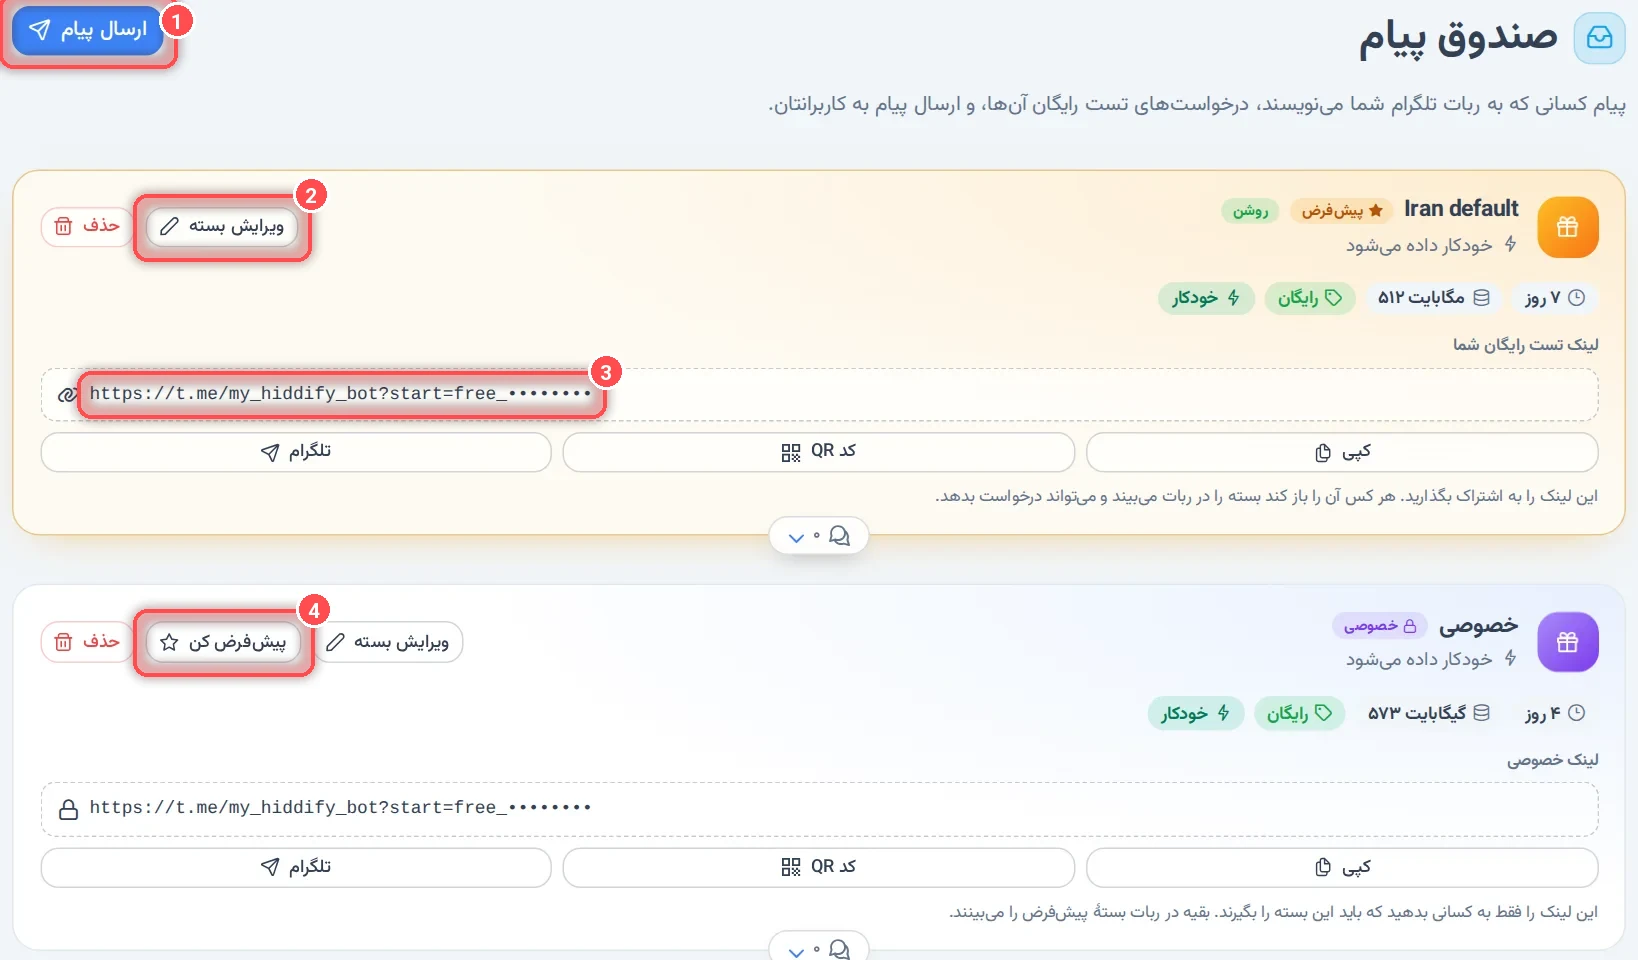 صندوق پیام
ارسال پیام
1
پیام کسانی که به ربات تلگرام شما می‌نویسند، درخواست‌های تست رایگان آن‌ها، و ارسال پیام به کاربرانتان.
Iran default
پیش‌فرض
روشن
ویرایش بسته
2
حذف
خودکار داده می‌شود
۷ روز
مگابایت ۵۱۲
رایگان
خودکار
لینک تست رایگان شما
https://t.me/my_hiddify_bot?start=free_••••••••
3
کپی
کد QR
تلگرام
این لینک را به اشتراک بگذارید. هر کس آن را باز کند بسته را در ربات می‌بیند و می‌تواند درخواست بدهد.
۰
خصوصی
خصوصی
ویرایش بسته
پیش‌فرض کن
4
حذف
خودکار داده می‌شود
۴ روز
گیگابایت ۵۷۳
رایگان
خودکار
لینک خصوصی
https://t.me/my_hiddify_bot?start=free_••••••••
کپی
کد QR
تلگرام
این لینک را فقط به کسانی بدهید که باید این بسته را بگیرند. بقیه در ربات بستهٔ پیش‌فرض را می‌بینند.
۰